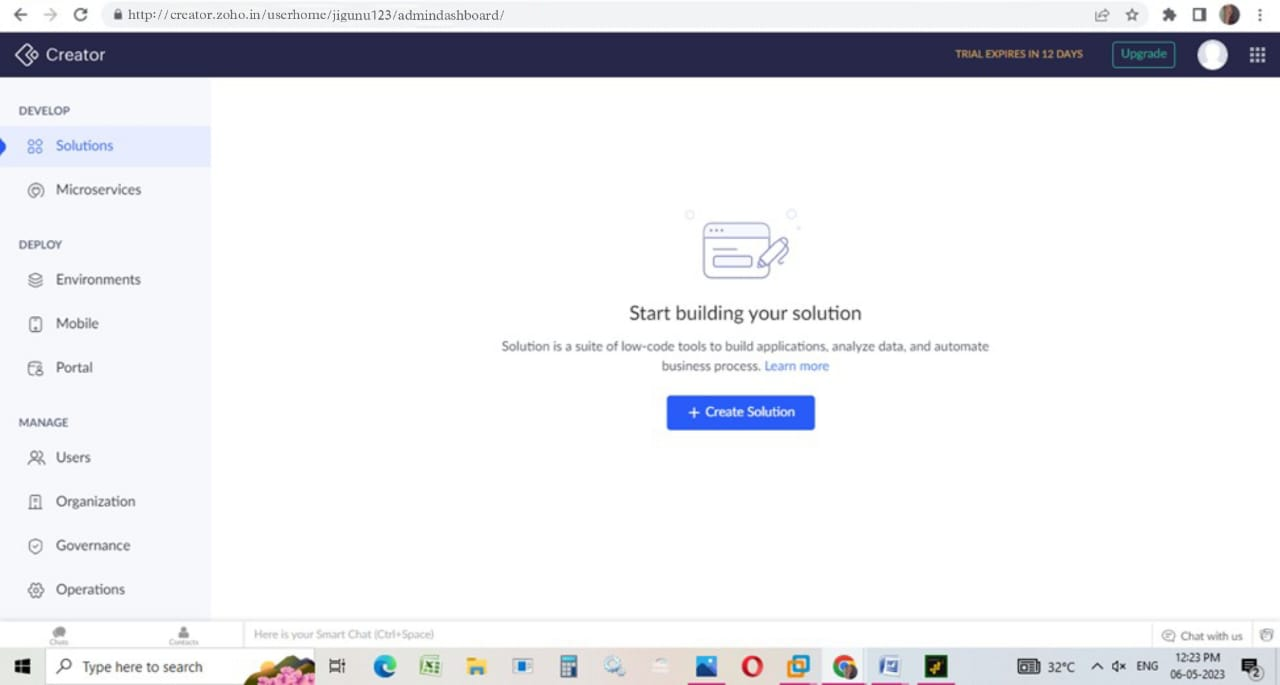 http://creator.zoho.in/userhome/jigunu123/admindashboard/
Creator
TRIAL EXPIRES IN 12 DAYS
Upgrade
DEVELOP
Solutions
Microservices
DEPLOY
Environments
Mobile
Portal
MANAGE
Users
Organization
Governance
Operations
Start building your solution
Solution is a suite of low-code tools to build applications, analyze data, and automate
business process. Learn more
+ Create Solution
Chats
Contacts
Here is your Smart Chat (Ctrl+Space)
Chat with us
Type here to search
32°C
ENG
12:23 PM
06-05-2023
2